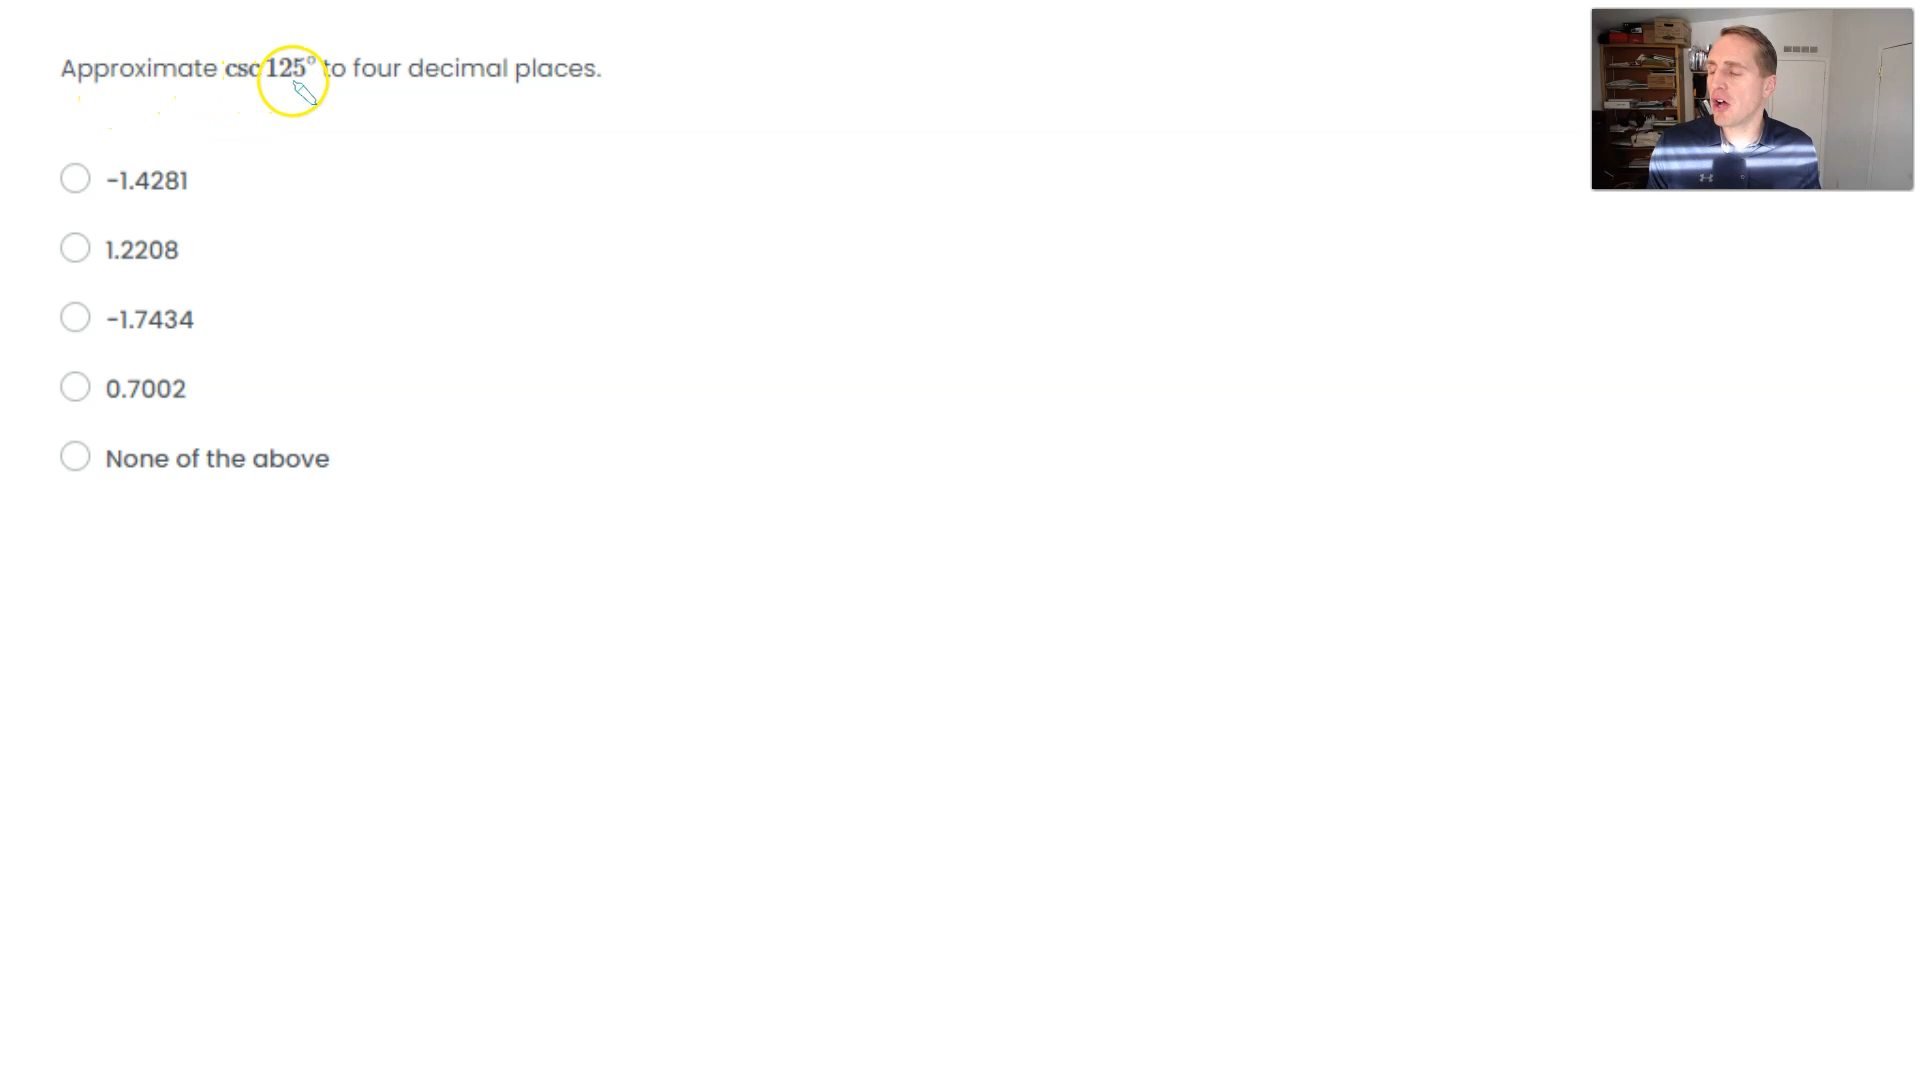 Approximate csc 125° to four decimal places.
-1.4281
1.2208
-1.7434
0.7002
None of the above